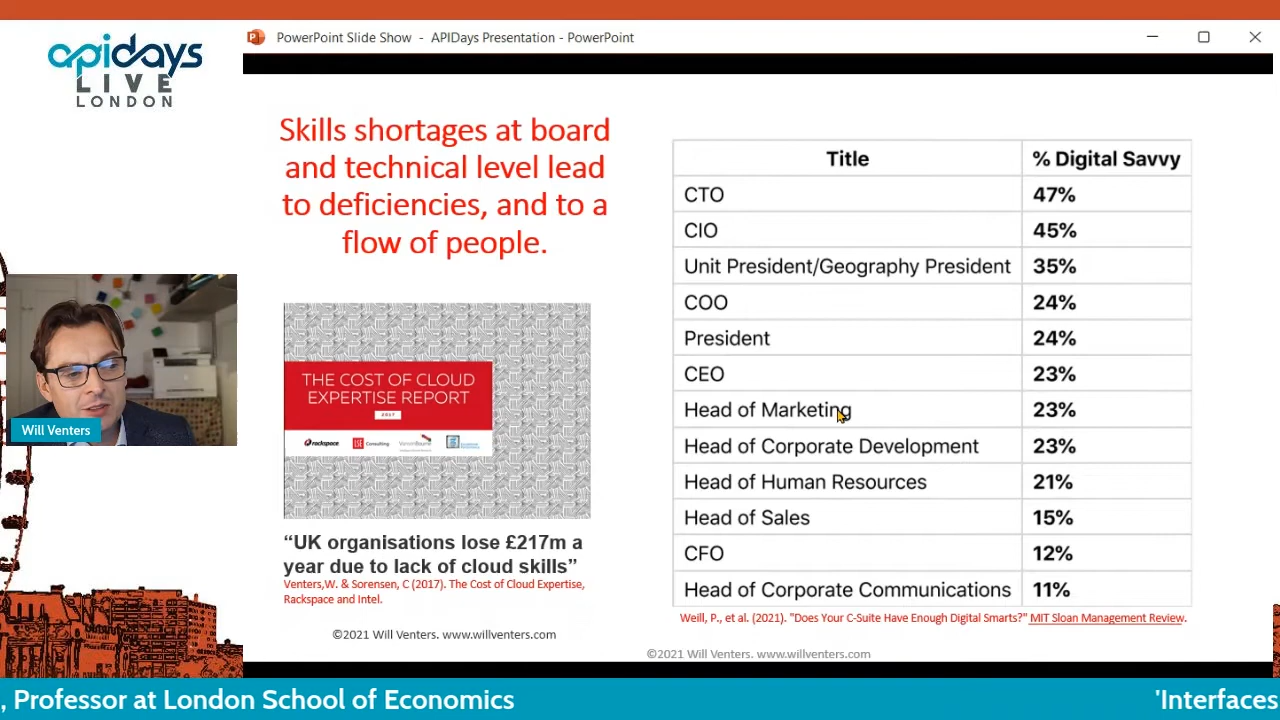 apidays
LIVE
LONDON
PowerPoint Slide Show - APIDays Presentation - PowerPoint
Skills shortages at board
and technical level lead
to deficiencies, and to a
flow of people.
THE COST OF CLOUD
EXPERTISE REPORT
2017
rackspace
LSE Consulting
VansonBourne
“UK organisations lose £217m a
year due to lack of cloud skills”
Venters,W. & Sorensen, C (2017). The Cost of Cloud Expertise,
Rackspace and Intel.
©2021 Will Venters. www.willventers.com
Title % Digital Savvy
CTO 47%
CIO 45%
Unit President/Geography President 35%
COO 24%
President 24%
CEO 23%
Head of Marketing 23%
Head of Corporate Development 23%
Head of Human Resources 21%
Head of Sales 15%
CFO 12%
Head of Corporate Communications 11%
Weill, P., et al. (2021). "Does Your C-Suite Have Enough Digital Smarts?" MIT Sloan Management Review.
©2021 Will Venters. www.willventers.com
Will Venters
, Professor at London School of Economics
'Interfaces